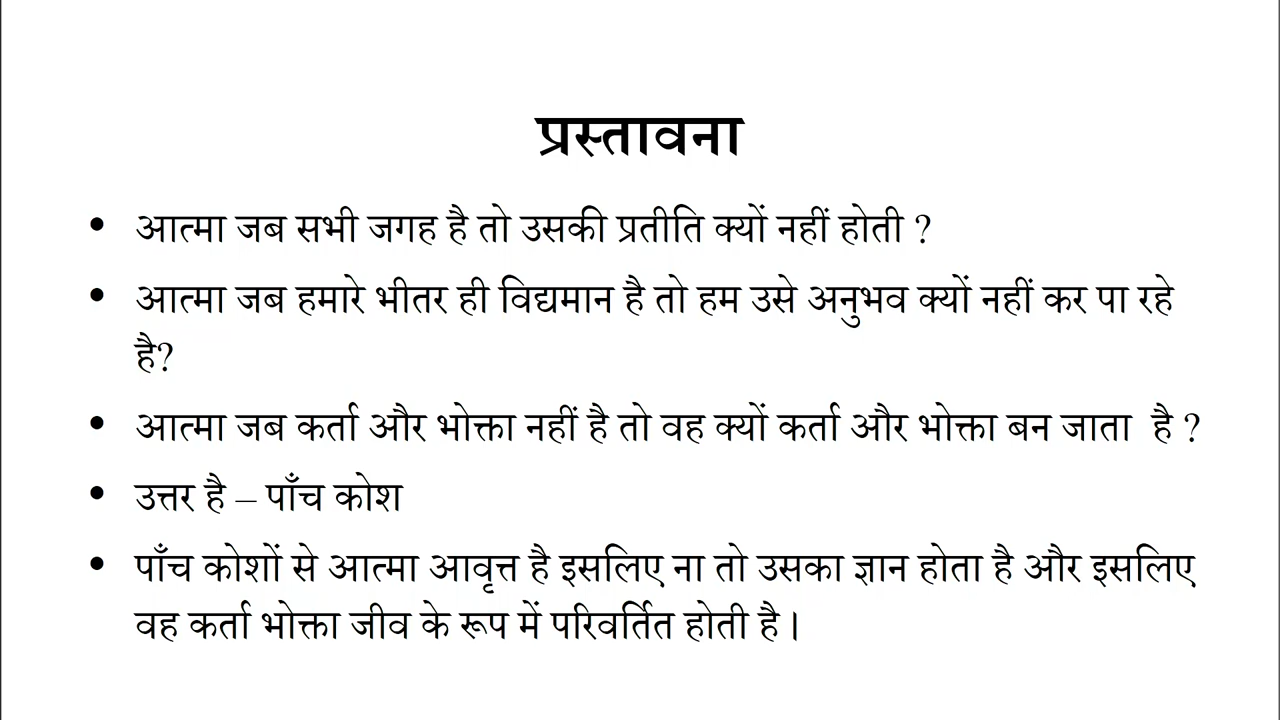 प्रस्तावना
• आत्मा जब सभी जगह है तो उसकी प्रतीति क्यों नहीं होती ?
• आत्मा जब हमारे भीतर ही विद्यमान है तो हम उसे अनुभव क्यों नहीं कर पा रहे
है?
• आत्मा जब कर्ता और भोक्ता नहीं है तो वह क्यों कर्ता और भोक्ता बन जाता है ?
• उत्तर है – पाँच कोश
• पाँच कोशों से आत्मा आवृत्त है इसलिए ना तो उसका ज्ञान होता है और इसलिए
वह कर्ता भोक्ता जीव के रूप में परिवर्तित होती है।